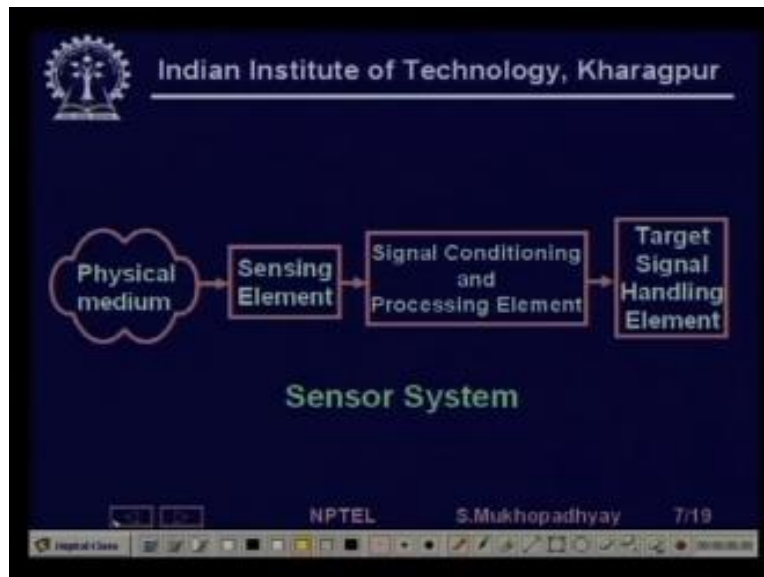 Indian Institute of Technology, Kharagpur
Physical
medium
Sensing
Element
Signal Conditioning
and
Processing Element
Target
Signal
Handling
Element
Sensor System
NPTEL S.Mukhopadhyay 7/19